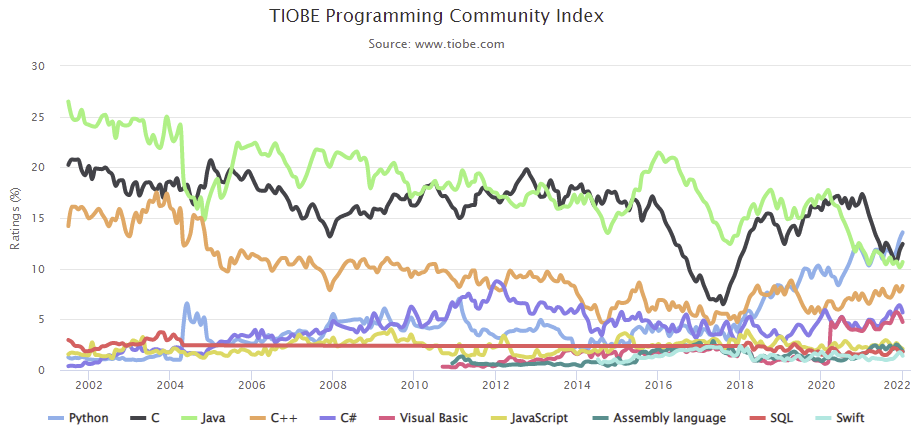 TIOBE Programming Community Index
Source: www.tiobe.com
Ratings (%)
30
25
20
15
10
5
0
2002 2004 2006 2008 2010 2012 2014 2016 2018 2020 2022
Python C Java C++ C# Visual Basic JavaScript Assembly language SQL Swift